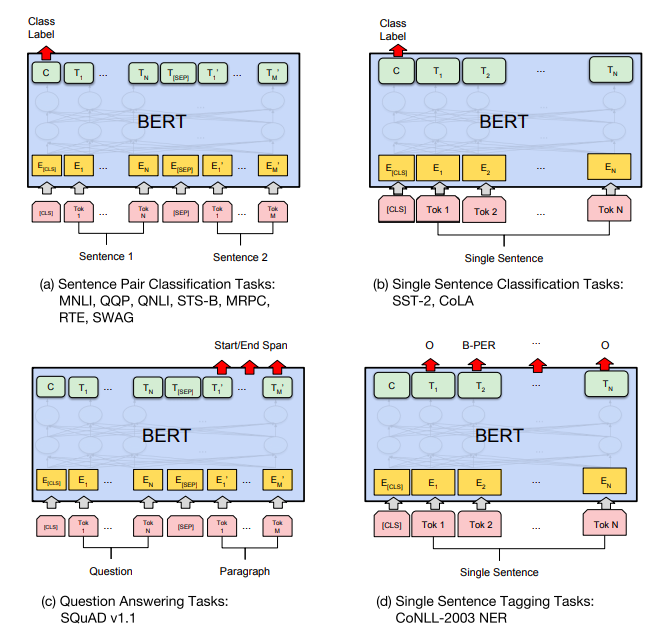 Class
Label
C T1 ... TN T[SEP] T1' ... TM'
BERT
E[CLS] E1 ... EN E[SEP] E1' ... EM'
[CLS] Tok 1 ... Tok N [SEP] Tok 1 ... Tok M
Sentence 1 Sentence 2
(a) Sentence Pair Classification Tasks:
MNLI, QQP, QNLI, STS-B, MRPC,
RTE, SWAG
Class
Label
C T1 T2 ... TN
BERT
E[CLS] E1 E2 ... EN
[CLS] Tok 1 Tok 2 ... Tok N
Single Sentence
(b) Single Sentence Classification Tasks:
SST-2, CoLA
Start/End Span
C T1 ... TN T[SEP] T1' ... TM'
BERT
E[CLS] E1 ... EN E[SEP] E1' ... EM'
[CLS] Tok 1 ... Tok N [SEP] Tok 1 ... Tok M
Question Paragraph
(c) Question Answering Tasks:
SQuAD v1.1
O B-PER ... O
C T1 T2 ... TN
BERT
E[CLS] E1 E2 ... EN
[CLS] Tok 1 Tok 2 ... Tok N
Single Sentence
(d) Single Sentence Tagging Tasks:
CoNLL-2003 NER